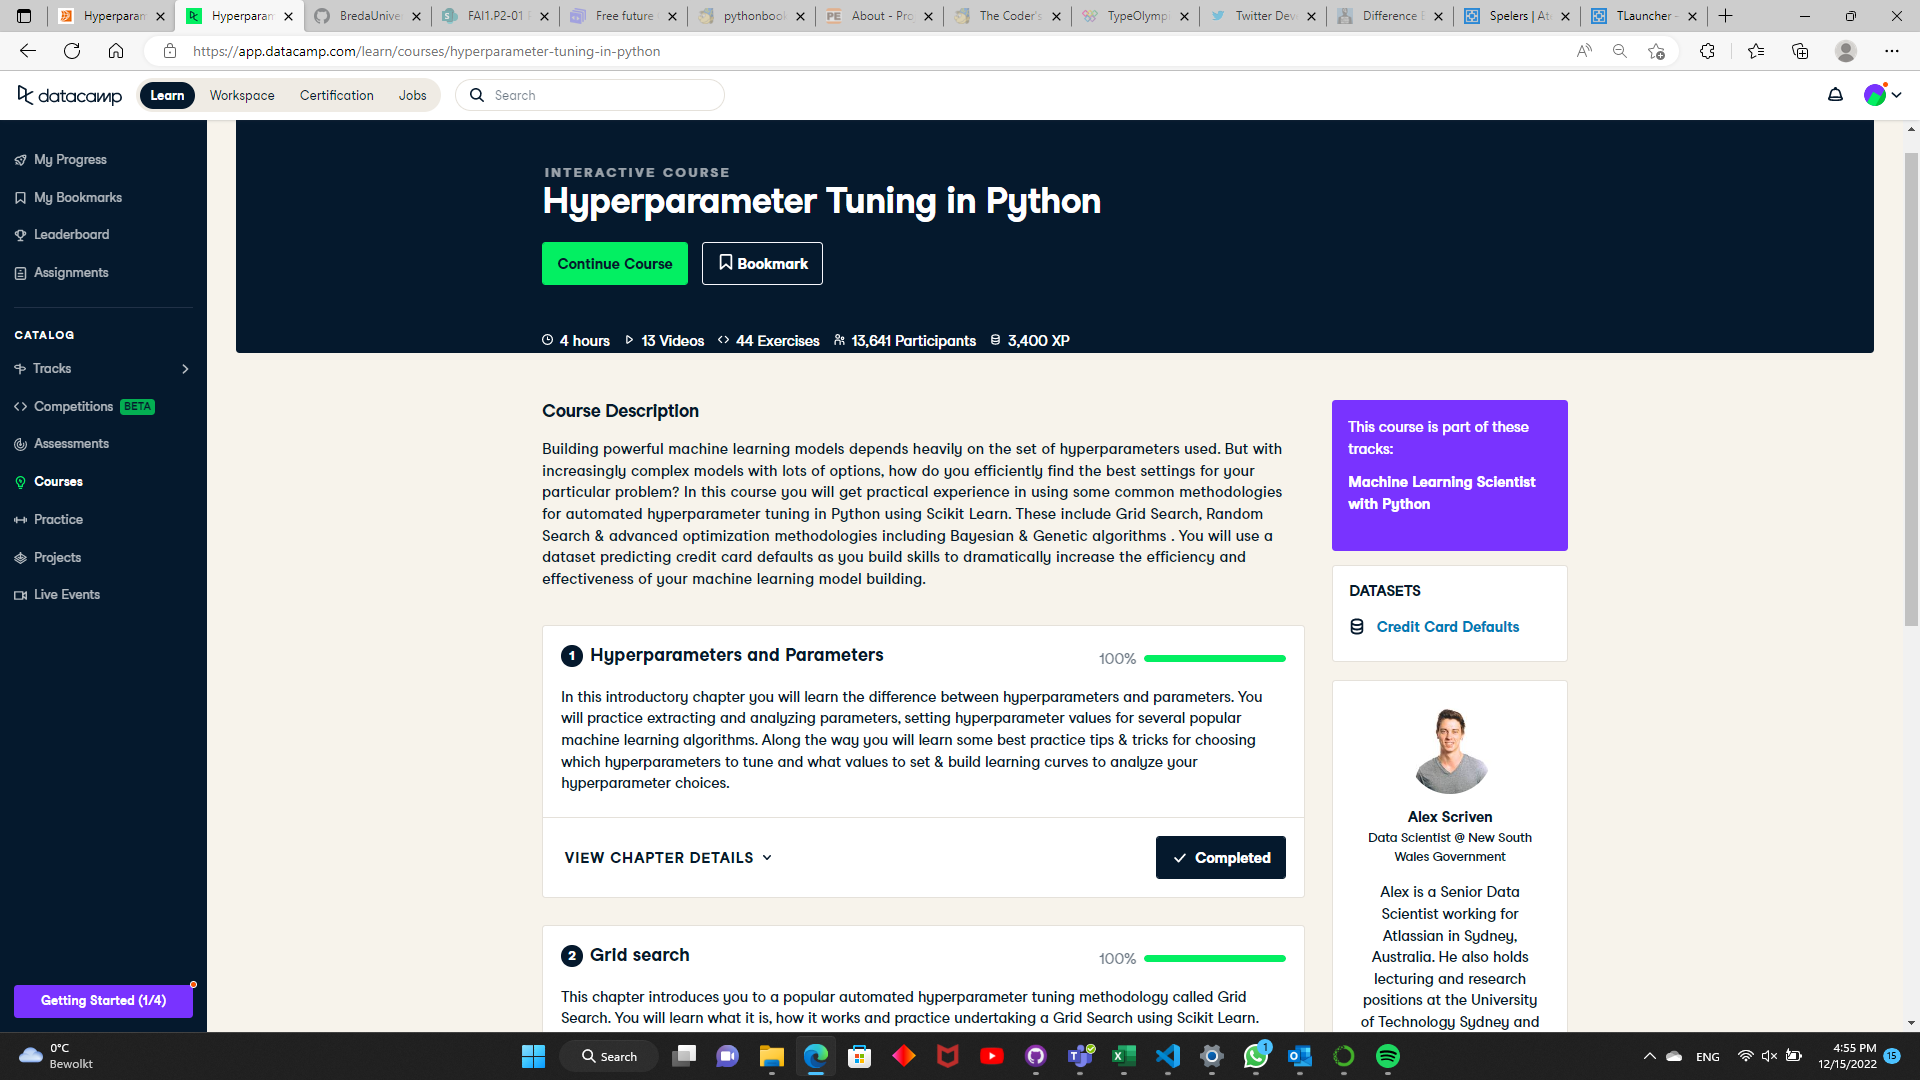 Hyperparam
Hyperparam
BredaUnive
FAI1.P2-01
Free future
pythonbook
About - Pro
The Coder's
TypeOlymp
Twitter Dev
Difference
Spelers | At
TLauncher
https://app.datacamp.com/learn/courses/hyperparameter-tuning-in-python
datacamp
Learn
Workspace
Certification
Jobs
Search
My Progress
My Bookmarks
Leaderboard
Assignments
CATALOG
Tracks
Competitions BETA
Assessments
Courses
Practice
Projects
Live Events
Getting Started (1/4)
INTERACTIVE COURSE
Hyperparameter Tuning in Python
Continue Course
Bookmark
4 hours 13 Videos 44 Exercises 13,641 Participants 3,400 XP
Course Description
Building powerful machine learning models depends heavily on the set of hyperparameters used. But with
increasingly complex models with lots of options, how do you efficiently find the best settings for your
particular problem? In this course you will get practical experience in using some common methodologies
for automated hyperparameter tuning in Python using Scikit Learn. These include Grid Search, Random
Search & advanced optimization methodologies including Bayesian & Genetic algorithms . You will use a
dataset predicting credit card defaults as you build skills to dramatically increase the efficiency and
effectiveness of your machine learning model building.
1 Hyperparameters and Parameters
100%
In this introductory chapter you will learn the difference between hyperparameters and parameters. You
will practice extracting and analyzing parameters, setting hyperparameter values for several popular
machine learning algorithms. Along the way you will learn some best practice tips & tricks for choosing
which hyperparameters to tune and what values to set & build learning curves to analyze your
hyperparameter choices.
VIEW CHAPTER DETAILS
Completed
2 Grid search
100%
This chapter introduces you to a popular automated hyperparameter tuning methodology called Grid
Search. You will learn what it is, how it works and practice undertaking a Grid Search using Scikit Learn.
This course is part of these
tracks:
Machine Learning Scientist
with Python
DATASETS
Credit Card Defaults
Alex Scriven
Data Scientist @ New South
Wales Government
Alex is a Senior Data
Scientist working for
Atlassian in Sydney,
Australia. He also holds
lecturing and research
positions at the University
of Technology Sydney and
0°C
Bewolkt
Search
1
ENG
4:55 PM
12/15/2022
15